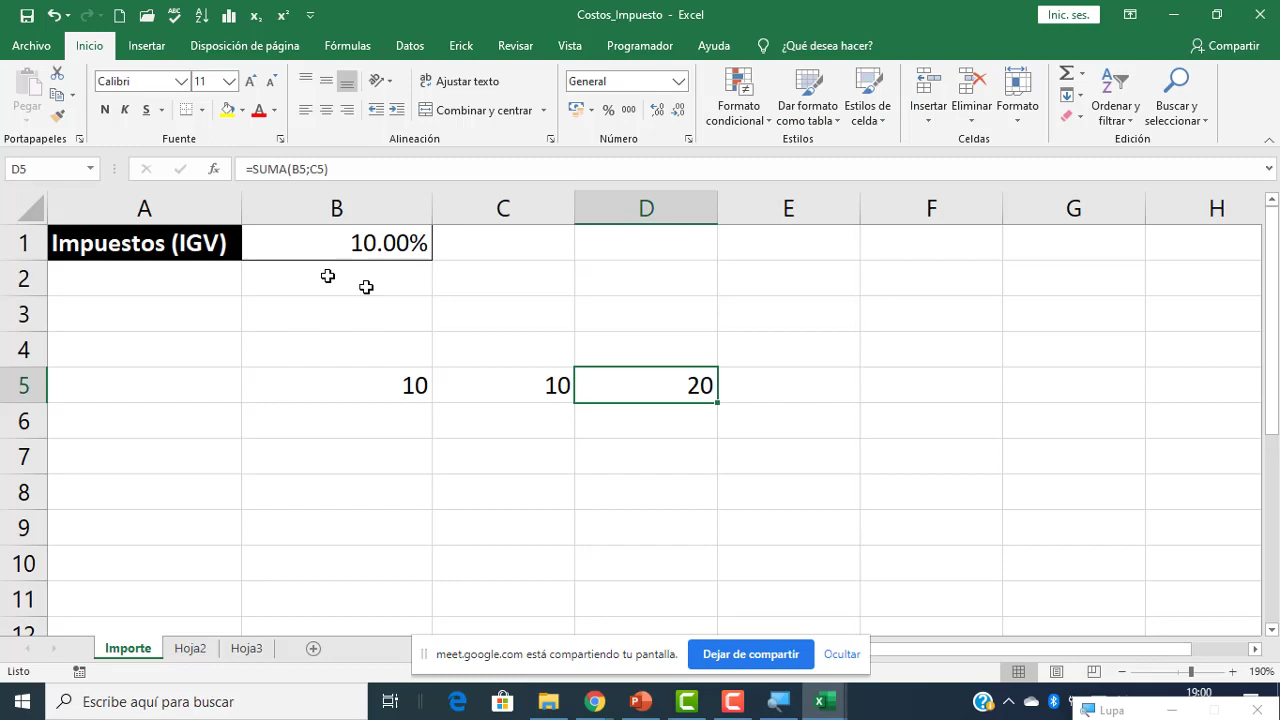 Costos_Impuesto - Excel
Inic. ses.
Archivo Inicio Insertar Disposición de página Fórmulas Datos Erick Revisar Vista Programador Ayuda ¿Qué desea hacer? Compartir
Pegar
Calibri 11
N K S
Ajustar texto
Combinar y centrar
General
% 000
Formato condicional
Dar formato como tabla
Estilos de celda
Insertar Eliminar Formato
Ordenar y filtrar
Buscar y seleccionar
Portapapeles Fuente Alineación Número Estilos Celdas Edición
D5 fx =SUMA(B5;C5)
A B C D E F G H
1 Impuestos (IGV) 10.00%
2
3
4
5 10 10 20
6
7
8
9
10
11
12
Importe Hoja2 Hoja3
meet.google.com está compartiendo tu pantalla. Dejar de compartir Ocultar
Listo 190%
Escribe aquí para buscar
19:00
Lupa